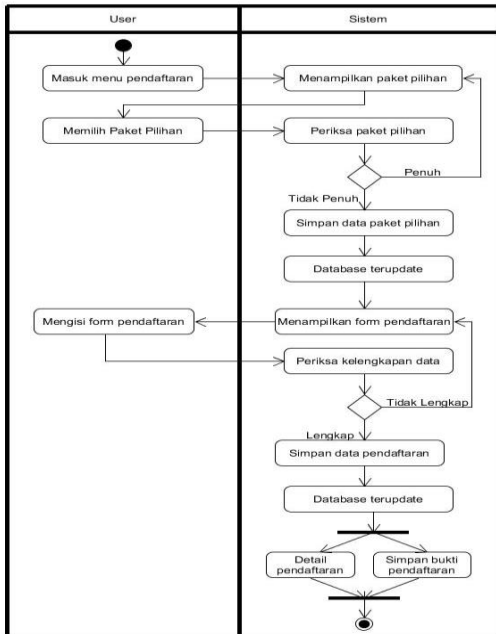 User
Sistem
Masuk menu pendaftaran
Menampilkan paket pilihan
Memilih Paket Pilihan
Periksa paket pilihan
Penuh
Tidak Penuh
Simpan data paket pilihan
Database terupdate
Mengisi form pendaftaran
Menampilkan form pendaftaran
Periksa kelengkapan data
Tidak Lengkap
Lengkap
Simpan data pendaftaran
Database terupdate
Detail
pendaftaran
Simpan bukti
pendaftaran